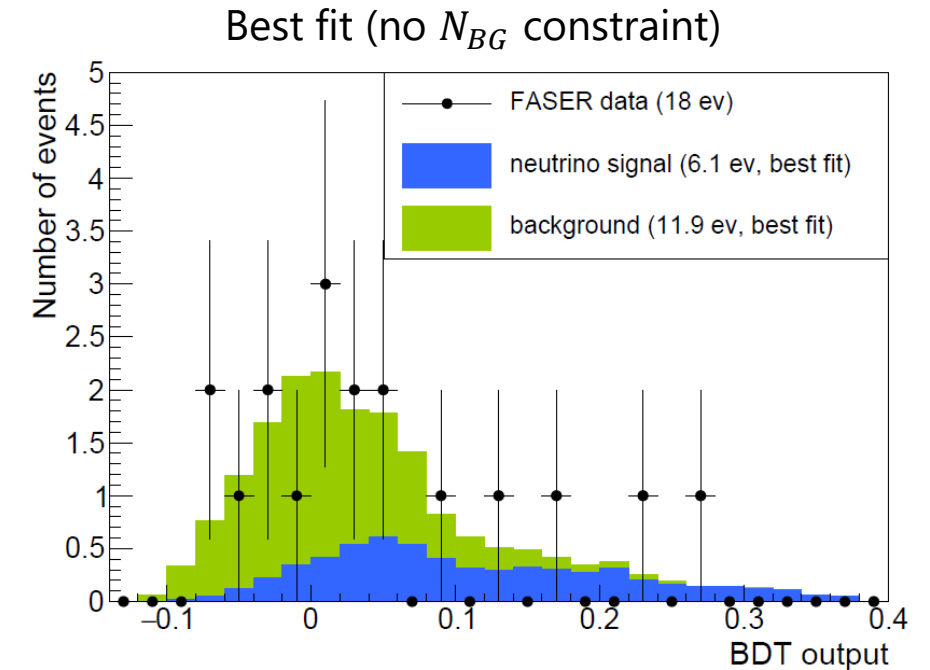 Best fit (no N_BG constraint)
Number of events
5
4.5
4
3.5
3
2.5
2
1.5
1
0.5
0
FASER data (18 ev)
neutrino signal (6.1 ev, best fit)
background (11.9 ev, best fit)
−0.1 0 0.1 0.2 0.3 0.4
BDT output